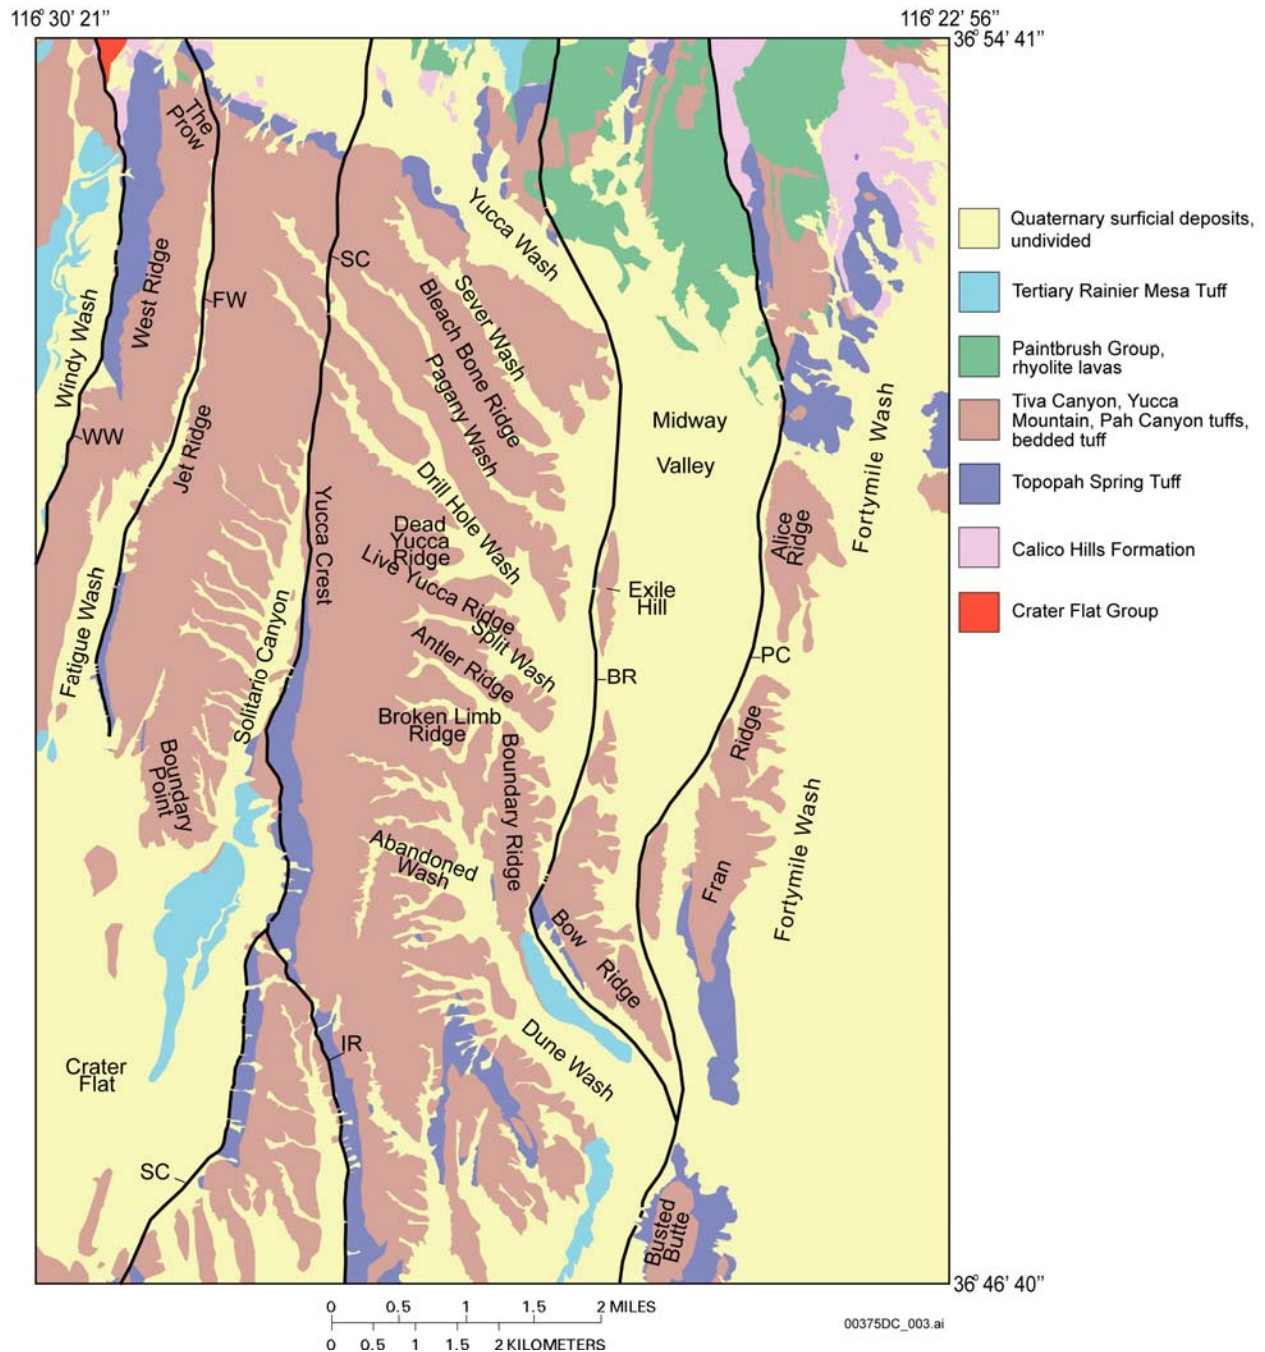 116° 30' 21"
116° 22' 56"
36° 54' 41"
The
Prow
Yucca Wash
SC
West Ridge
FW
Windy Wash
Sever Wash
Bleach Bone Ridge
Pagany Wash
WW
Jet Ridge
Midway
Valley
Fortymile Wash
Drill Hole Wash
Yucca Crest
Dead
Yucca
Ridge
Live Yucca Ridge
Alice
Ridge
Exile
Hill
Split Wash
Antler Ridge
Fatigue Wash
Solitario Canyon
BR
PC
Broken Limb
Ridge
Boundary
Point
Boundary Ridge
Fran
Ridge
Fortymile Wash
Abandoned
Wash
Bow
Ridge
Dune Wash
IR
Crater
Flat
SC
Busted
Butte
36° 46' 40"
Quaternary surficial deposits,
undivided
Tertiary Rainier Mesa Tuff
Paintbrush Group,
rhyolite lavas
Tiva Canyon, Yucca
Mountain, Pah Canyon tuffs,
bedded tuff
Topopah Spring Tuff
Calico Hills Formation
Crater Flat Group
0 0.5 1 1.5 2 MILES
0 0.5 1 1.5 2 KILOMETERS
00375DC_003.ai